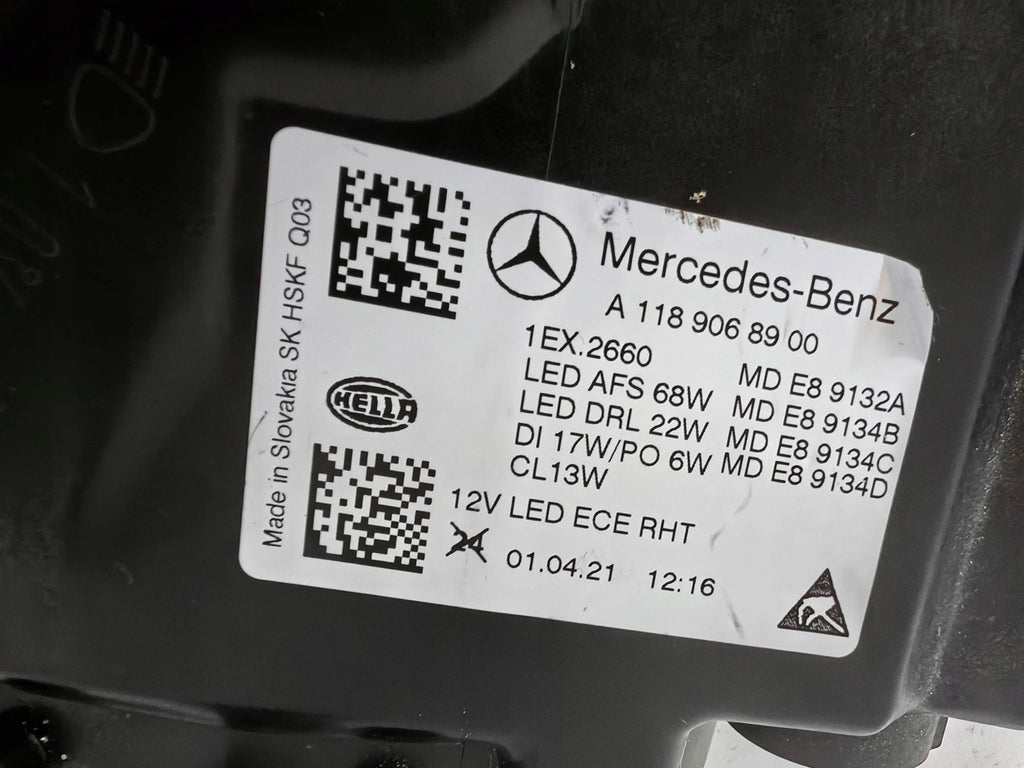 Made in Slovakia SK HSKF Q03
Mercedes-Benz
A 118 906 89 00
1EX.2660 MD E8 9132A
LED AFS 68W MD E8 9134B
LED DRL 22W MD E8 9134C
DI 17W/PO 6W MD E8 9134D
CL13W
HELLA
12V LED ECE RHT
24 01.04.21 12:16